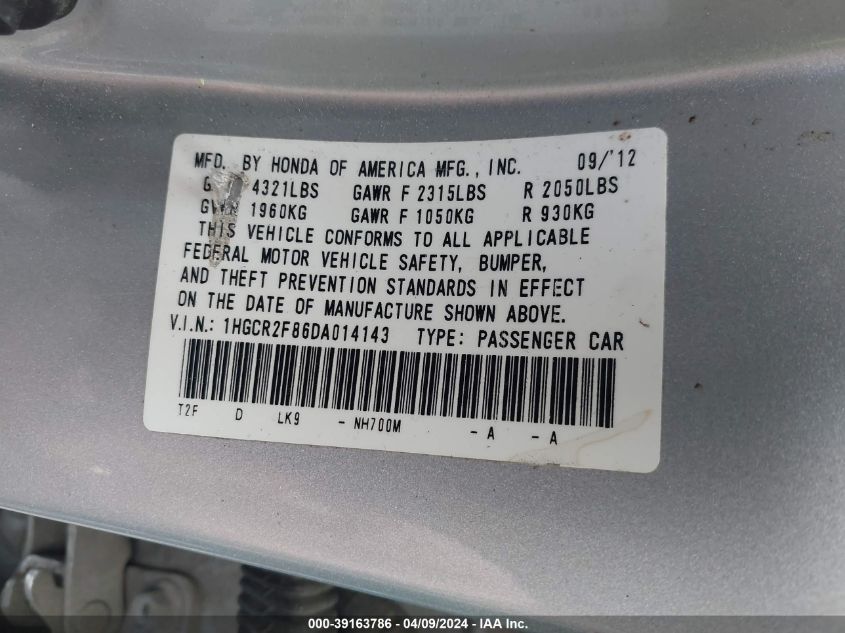 MFD. BY HONDA OF AMERICA MFG., INC. 09/'12
4321LBS GAWR F 2315LBS R 2050LBS
GVWR 1960KG GAWR F 1050KG R 930KG
THIS VEHICLE CONFORMS TO ALL APPLICABLE
FEDERAL MOTOR VEHICLE SAFETY, BUMPER,
AND THEFT PREVENTION STANDARDS IN EFFECT
ON THE DATE OF MANUFACTURE SHOWN ABOVE.
V.I.N.: 1HGCR2F86DA014143 TYPE: PASSENGER CAR
T2F D LK9 - NH700M - A - A
000-39163786 - 04/09/2024 - IAA Inc.